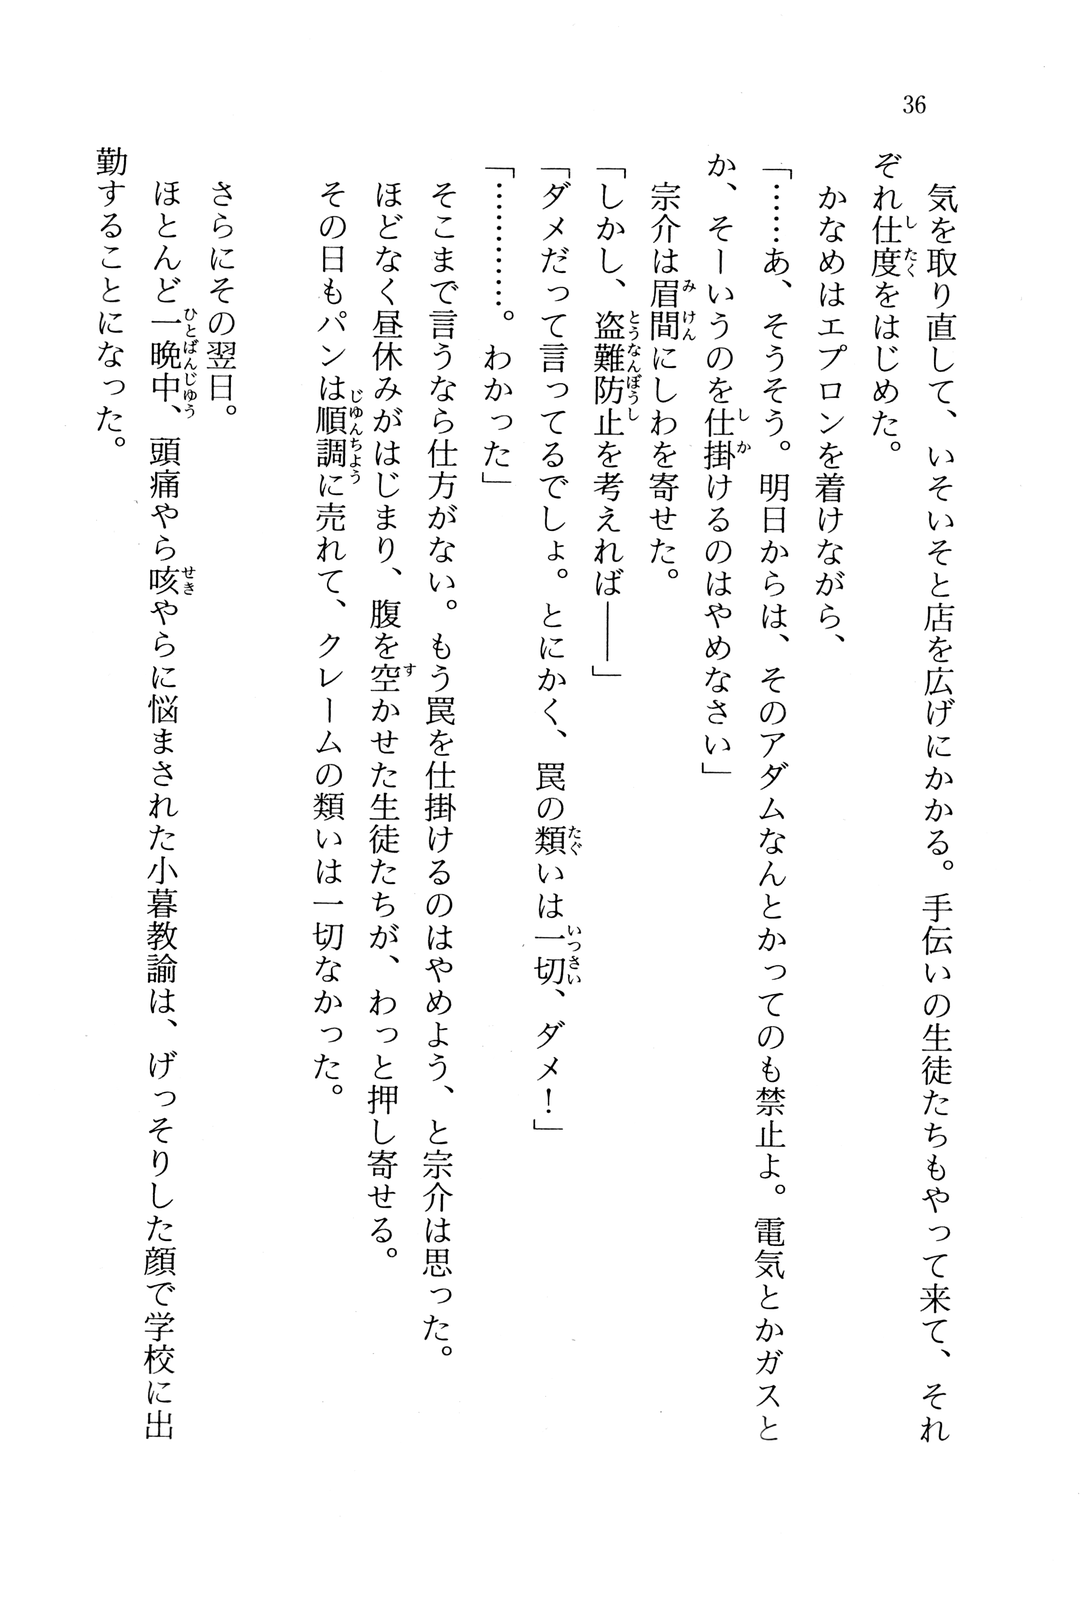 36
気を取り直して、いそいそと店を広げにかかる。手伝いの生徒たちもやって来て、それ
ぞれ仕度をはじめた。
かなめはエプロンを着けながら、
「……あ、そうそう。明日からは、そのアダムなんとかってのも禁止よ。電気とかガスと
か、そーいうのを仕掛けるのはやめなさい」
宗介は眉間にしわを寄せた。
「しかし、盗難防止を考えれば――」
「ダメだって言ってるでしょ。とにかく、罠の類いは一切、ダメ！」
「…………。わかった」
そこまで言うなら仕方がない。もう罠を仕掛けるのはやめよう、と宗介は思った。
ほどなく昼休みがはじまり、腹を空かせた生徒たちが、わっと押し寄せる。
その日もパンは順調に売れて、クレームの類いは一切なかった。
さらにその翌日。
ほとんど一晩中、頭痛やら咳やらに悩まされた小暮教諭は、げっそりした顔で学校に出
勤することになった。